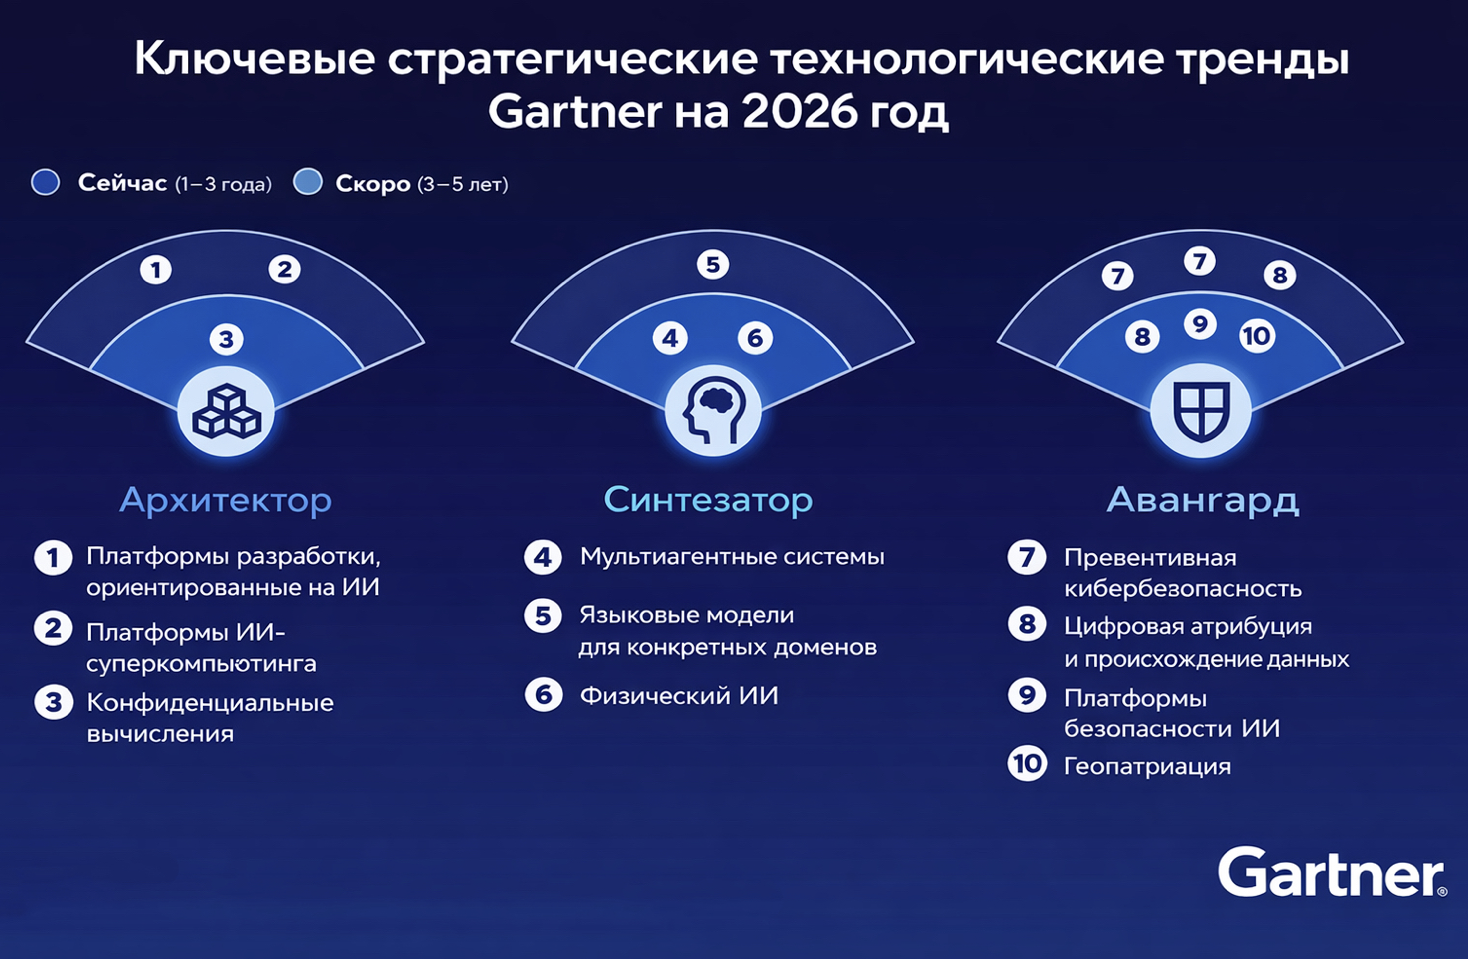 Ключевые стратегические технологические тренды
Gartner на 2026 год
Сейчас (1–3 года) Скоро (3–5 лет)
1 2
3
5
4 6
7 7 8
8 9 10
Архитектор
1 Платформы разработки,
ориентированные на ИИ
2 Платформы ИИ-
суперкомпьютинга
3 Конфиденциальные
вычисления
Синтезатор
4 Мультиагентные системы
5 Языковые модели
для конкретных доменов
6 Физический ИИ
Авангард
7 Превентивная
кибербезопасность
8 Цифровая атрибуция
и происхождение данных
9 Платформы
безопасности ИИ
10 Геопатриация
Gartner®